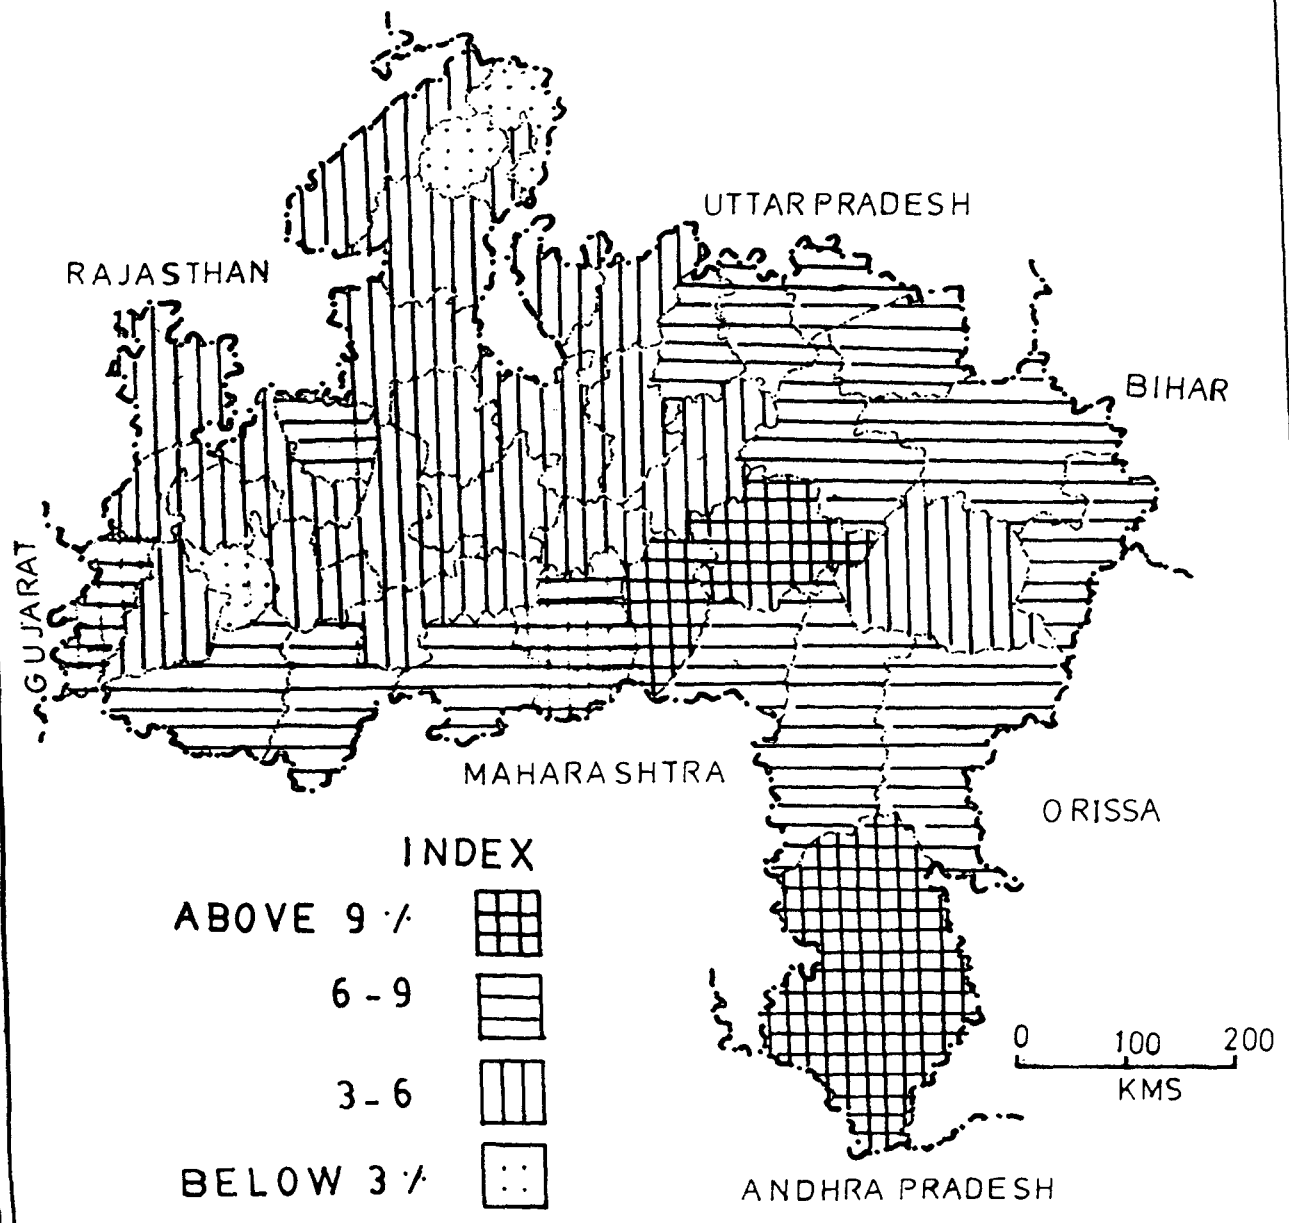 UTTAR PRADESH
RAJASTHAN
BIHAR
GUJARAT
MAHARASHTRA
ORISSA
INDEX
ABOVE 9 %
6 - 9
3 - 6
BELOW 3 %
0 100 200
KMS
ANDHRA PRADESH